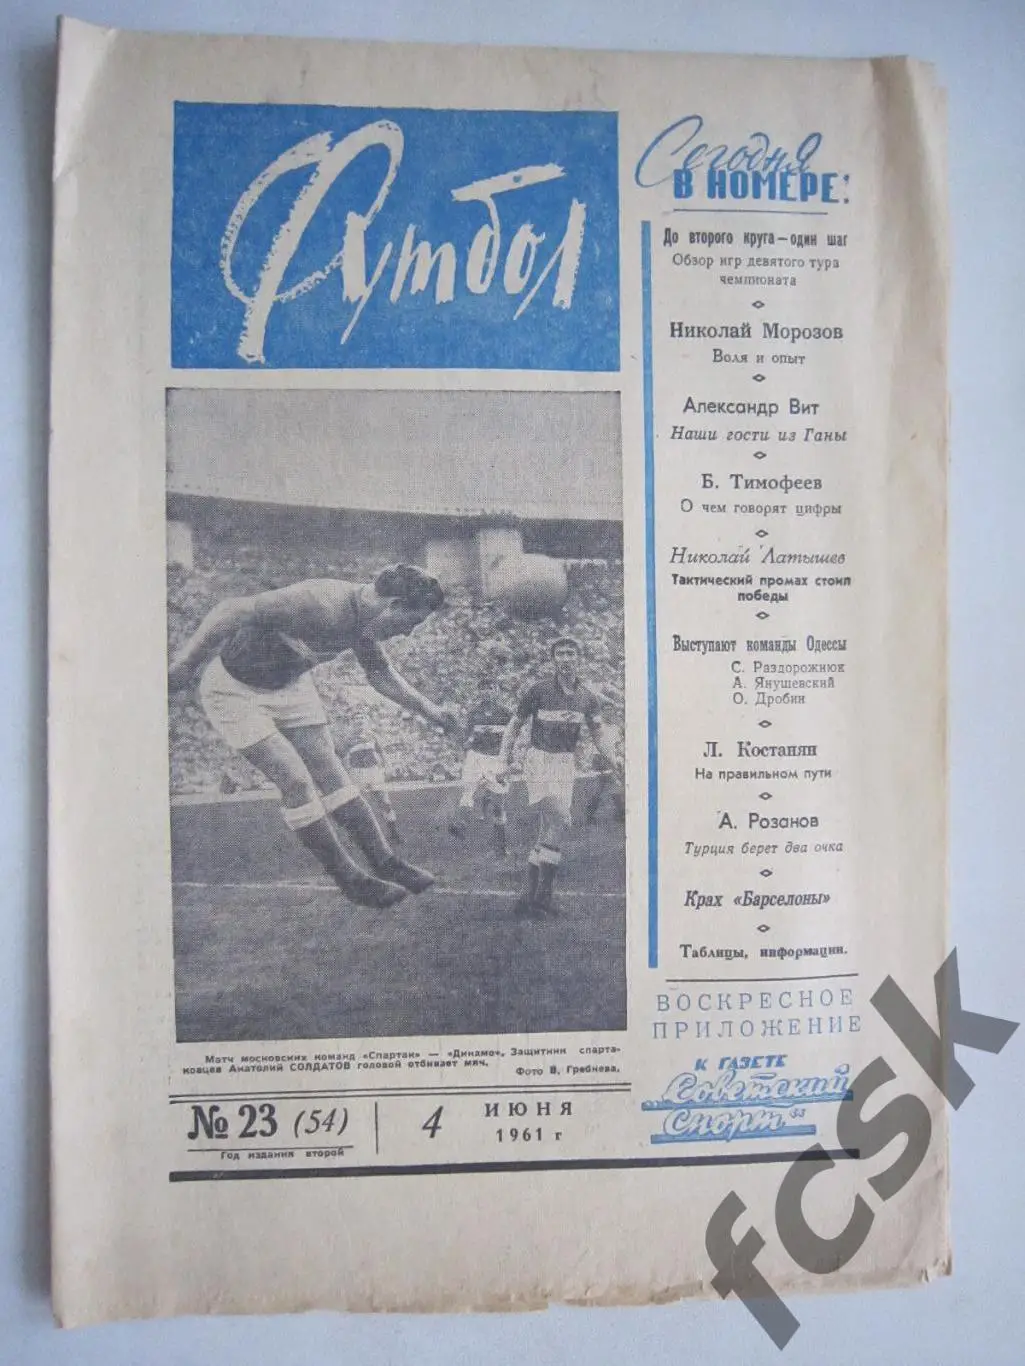 Футбол
Сегодня
В НОМЕРЕ:
До второго круга — один шаг
Обзор игр девятого тура
чемпионата
Николай Морозов
Воля и опыт
Александр Вит
Наши гости из Ганы
Б. Тимофеев
О чем говорят цифры
Николай Латышев
Тактический промах стоил
победы
Выступают команды Одессы
С. Раздорожнюк
А. Янушевский
О. Дробин
Л. Костанян
На правильном пути
А. Розанов
Турция берет два очка
Крах «Барселоны»
Таблицы, информации.
ВОСКРЕСНОЕ
ПРИЛОЖЕНИЕ
К ГАЗЕТЕ
„Советский
Спорт“
Матч московских команд «Спартак» — «Динамо». Защитник спарта-
ковцев Анатолий СОЛДАТОВ головой отбивает мяч.
Фото В. Гребнева.
№ 23 (54)
Год издания второй
4 ИЮНЯ
1961 г
fcsk